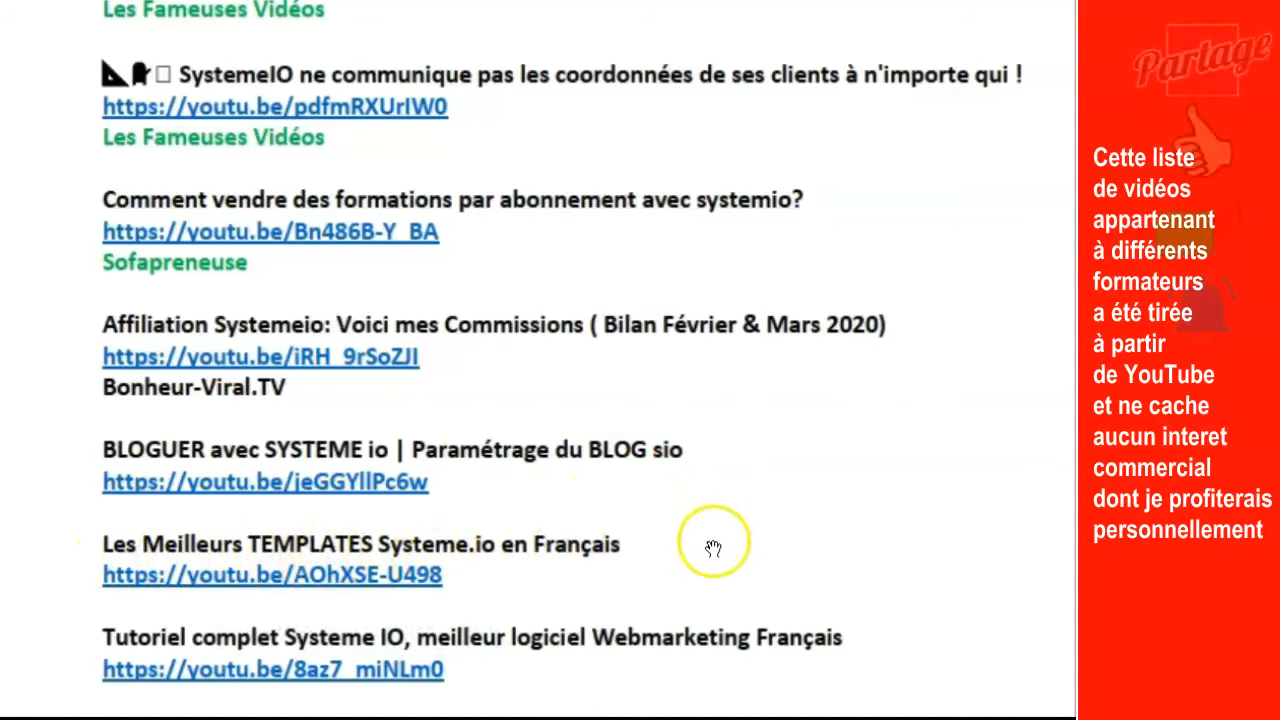 Les Fameuses Vidéos
SystemeIO ne communique pas les coordonnées de ses clients à n'importe qui !
https://youtu.be/pdfmRXUrIW0
Les Fameuses Vidéos
Comment vendre des formations par abonnement avec systemio?
https://youtu.be/Bn486B-Y_BA
Sofapreneuse
Affiliation Systemeio: Voici mes Commissions ( Bilan Février & Mars 2020)
https://youtu.be/iRH_9rSoZJI
Bonheur-Viral.TV
BLOGUER avec SYSTEME io | Paramétrage du BLOG sio
https://youtu.be/jeGGYllPc6w
Les Meilleurs TEMPLATES Systeme.io en Français
https://youtu.be/AOhXSE-U498
Tutoriel complet Systeme IO, meilleur logiciel Webmarketing Français
https://youtu.be/8az7_miNLm0
Partage
Cette liste
de vidéos
appartenant
à différents
formateurs
a été tirée
à partir
de YouTube
et ne cache
aucun interet
commercial
dont je profiterais
personnellement